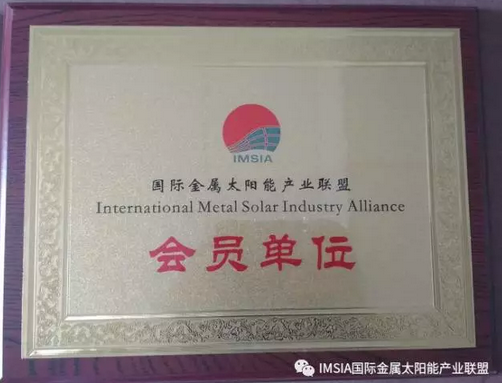 IMSIA
国际金属太阳能产业联盟
International Metal Solar Industry Alliance
会员单位
IMSIA国际金属太阳能产业联盟